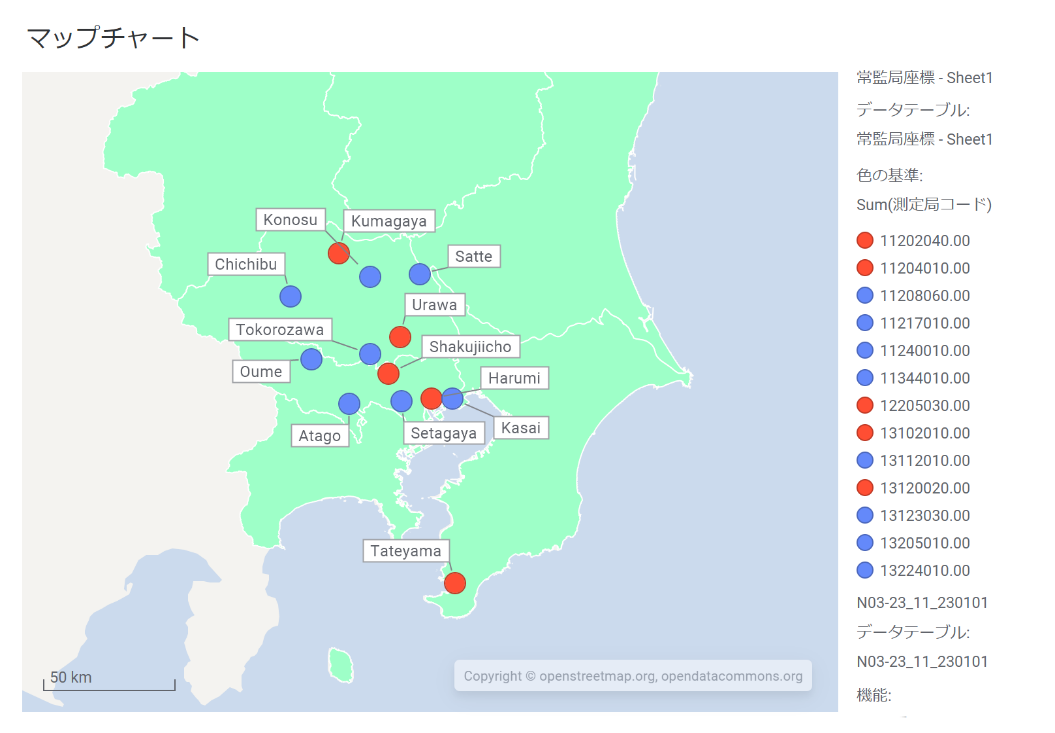 マップチャート
常監局座標 - Sheet1
データテーブル:
常監局座標 - Sheet1
色の基準:
Sum(測定局コード)
11202040.00
11204010.00
11208060.00
11217010.00
11240010.00
11344010.00
12205030.00
13102010.00
13112010.00
13120020.00
13123030.00
13205010.00
13224010.00
N03-23_11_230101
データテーブル:
N03-23_11_230101
機能:
Konosu
Kumagaya
Chichibu
Satte
Urawa
Tokorozawa
Shakujiicho
Oume
Harumi
Atago
Setagaya
Kasai
Tateyama
50 km
Copyright © openstreetmap.org, opendatacommons.org